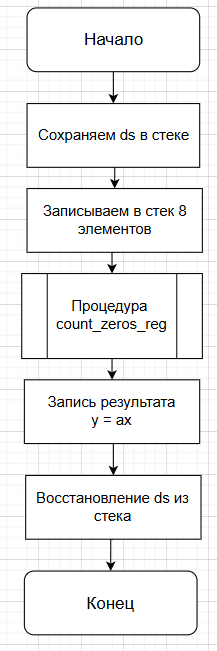 Начало
Сохраняем ds в стеке
Записываем в стек 8
элементов
Процедура
count_zeros_reg
Запись результата
y = ax
Восстановление ds из
стека
Конец